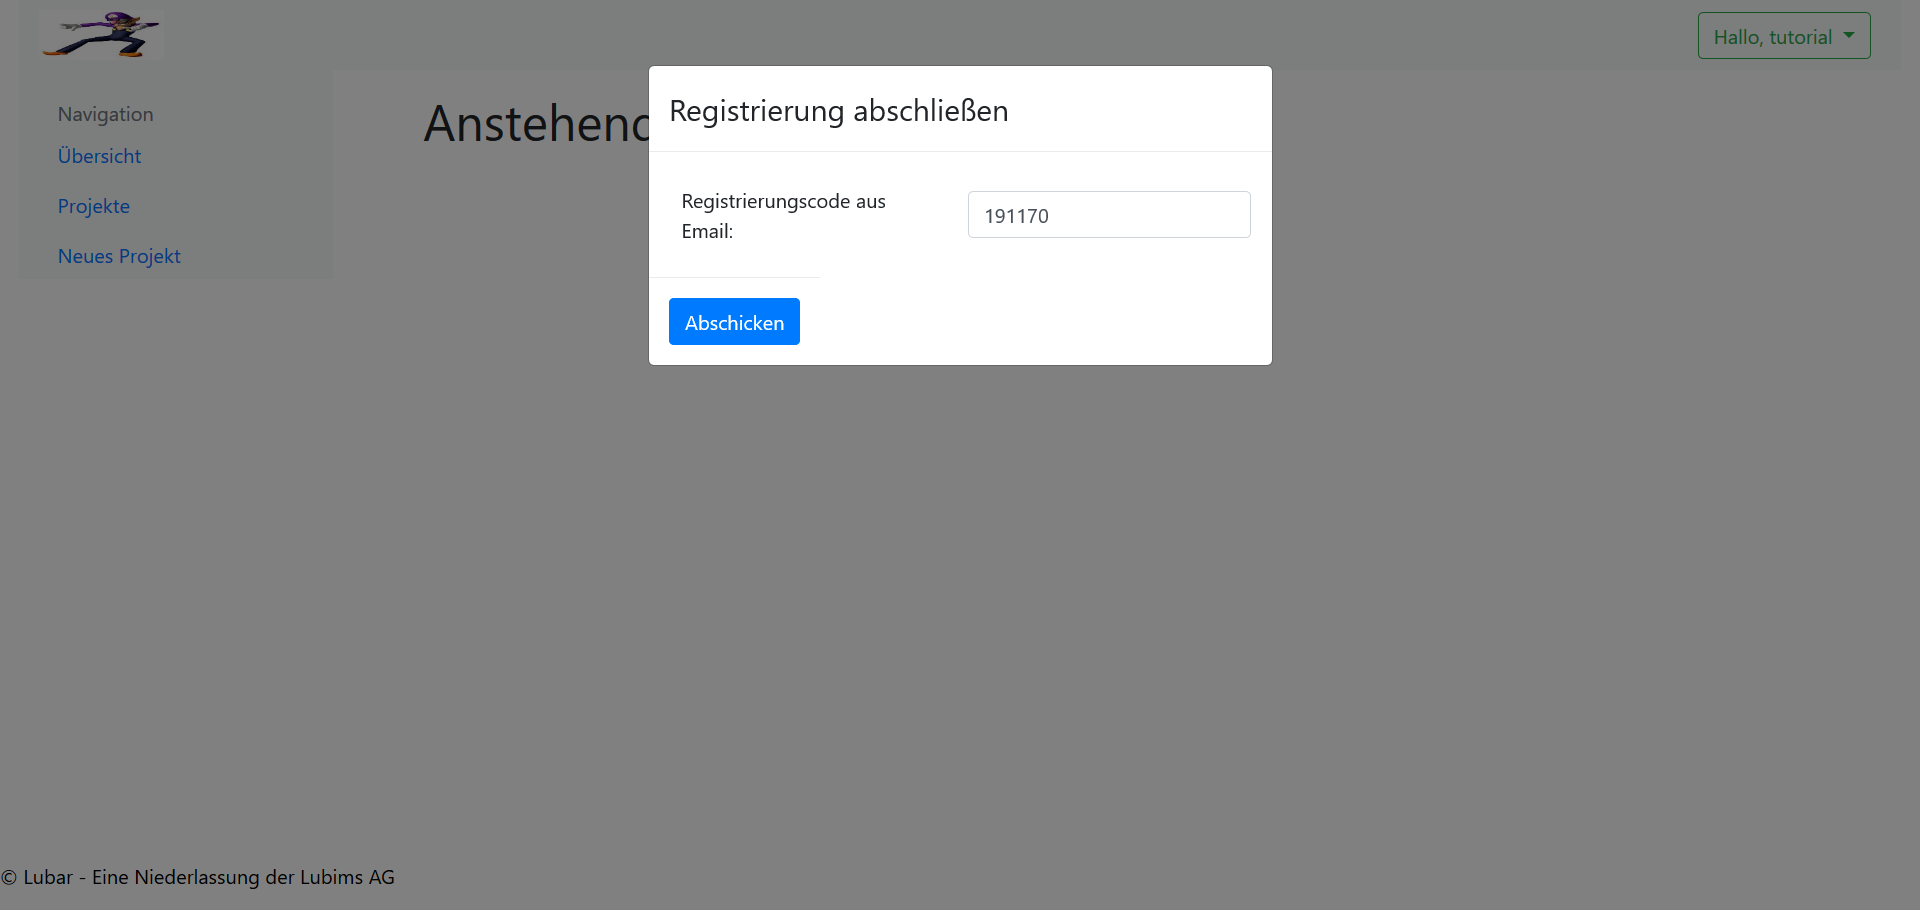 Hallo, tutorial
Navigation
Übersicht
Projekte
Neues Projekt
Registrierung abschließen
Registrierungscode aus
Email:
191170
Abschicken
© Lubar - Eine Niederlassung der Lubims AG